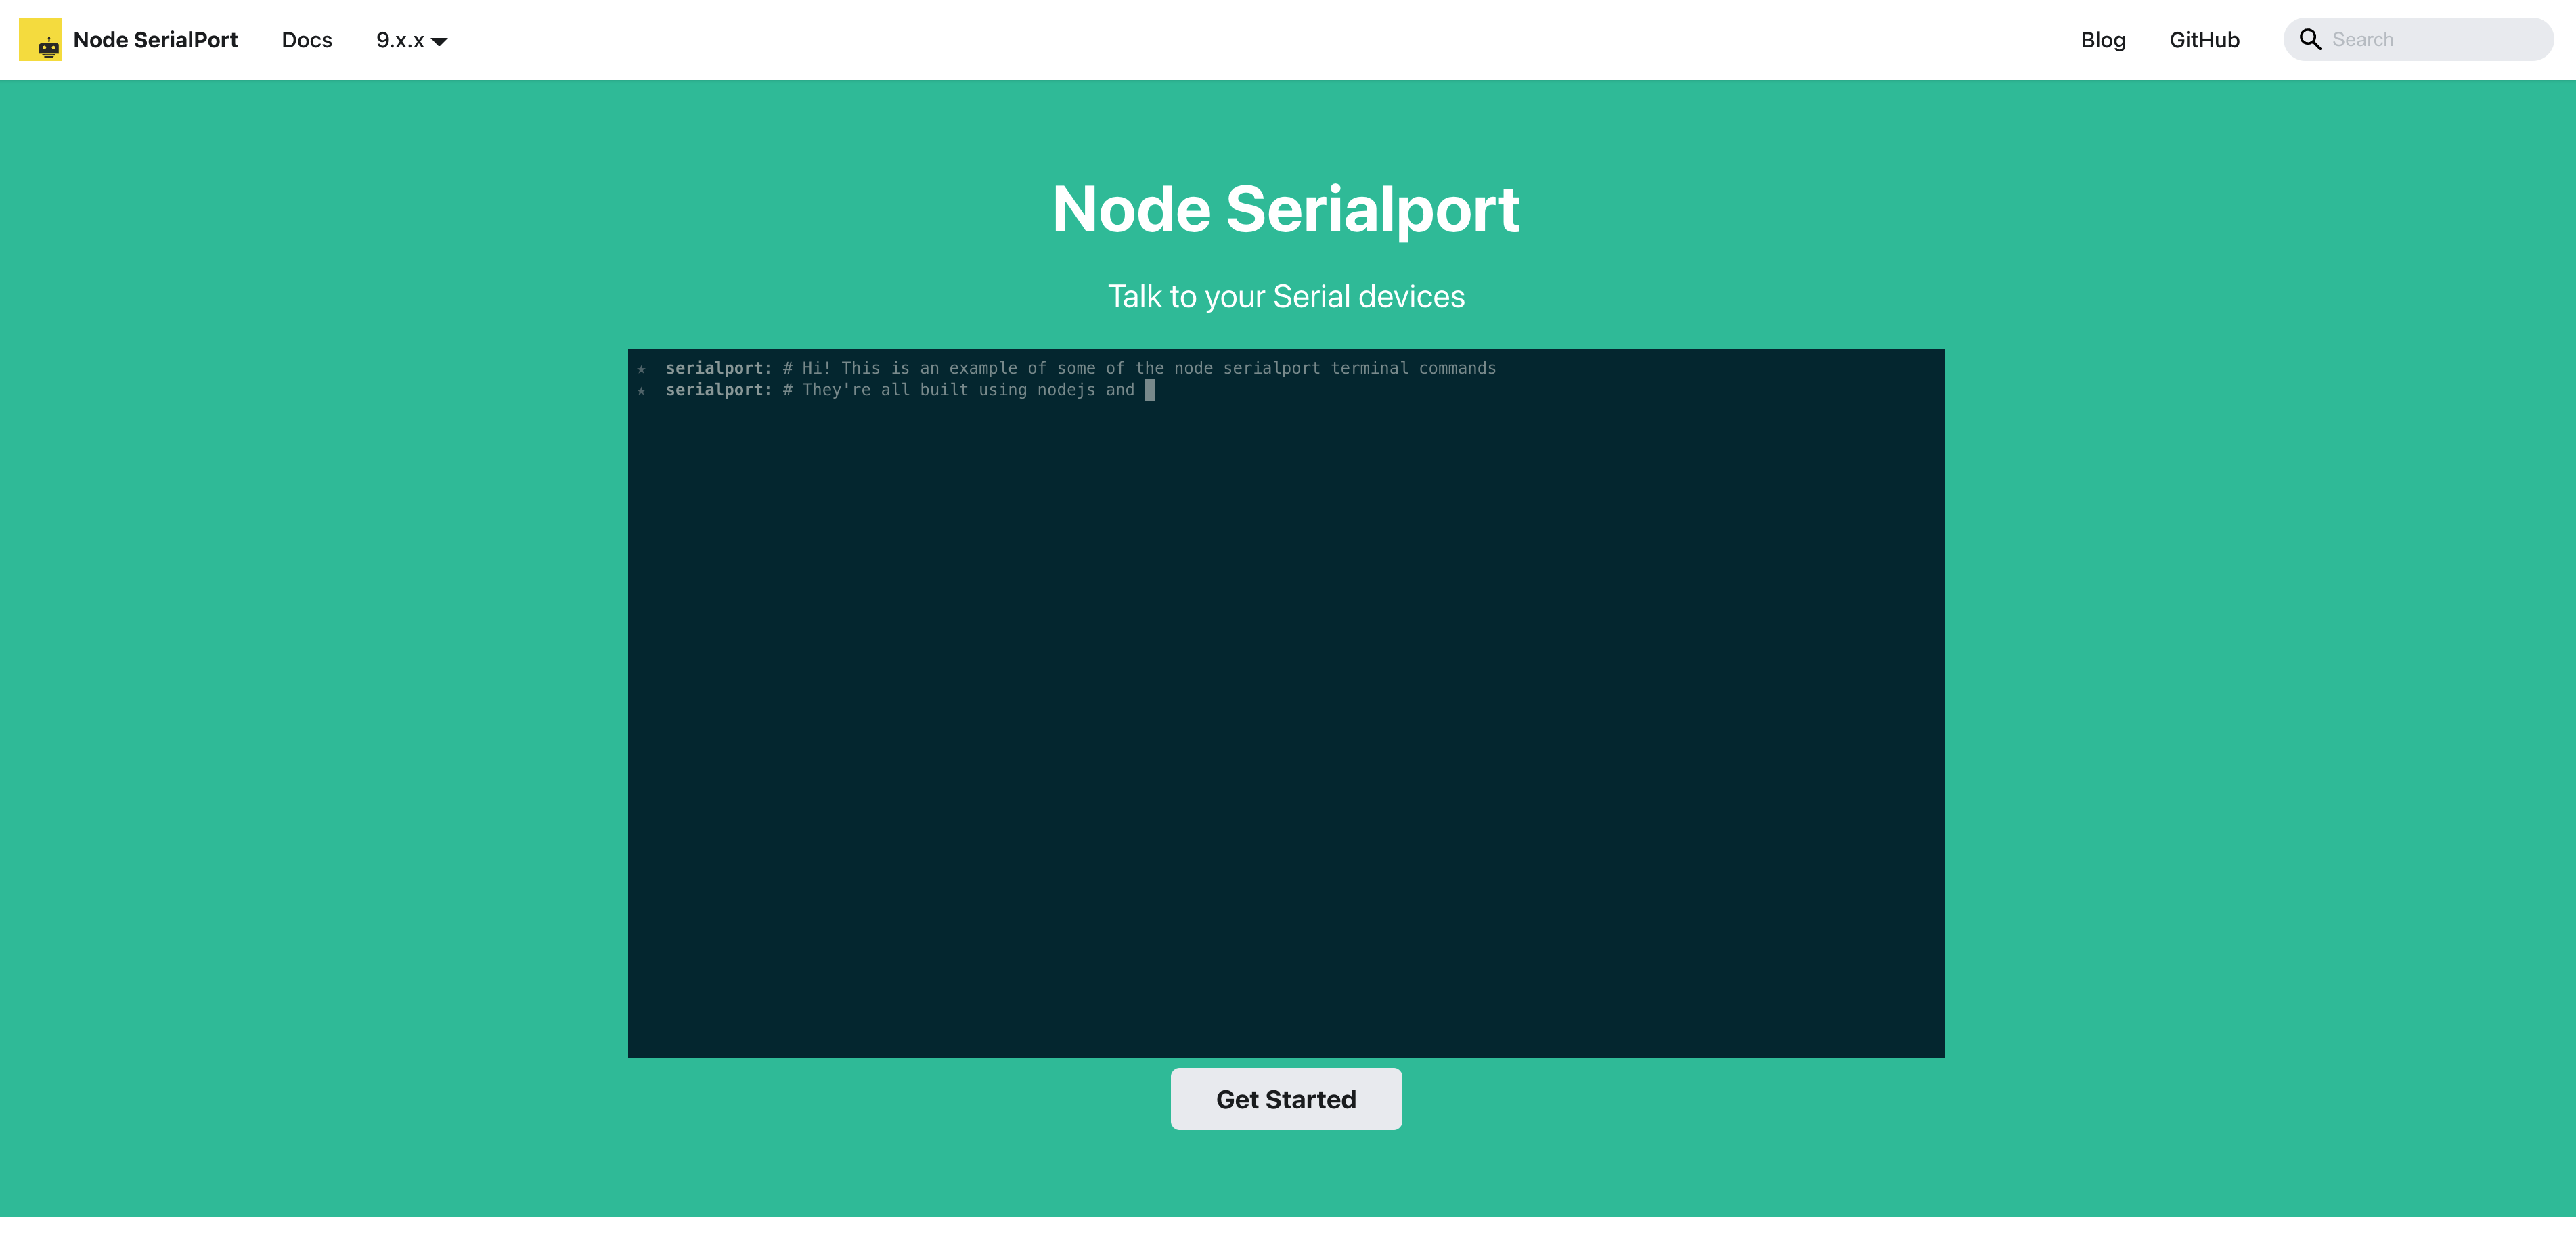 Node SerialPort Docs 9.x.x Blog GitHub Search
Node Serialport
Talk to your Serial devices
★ serialport: # Hi! This is an example of some of the node serialport terminal commands
★ serialport: # They're all built using nodejs and
Get Started